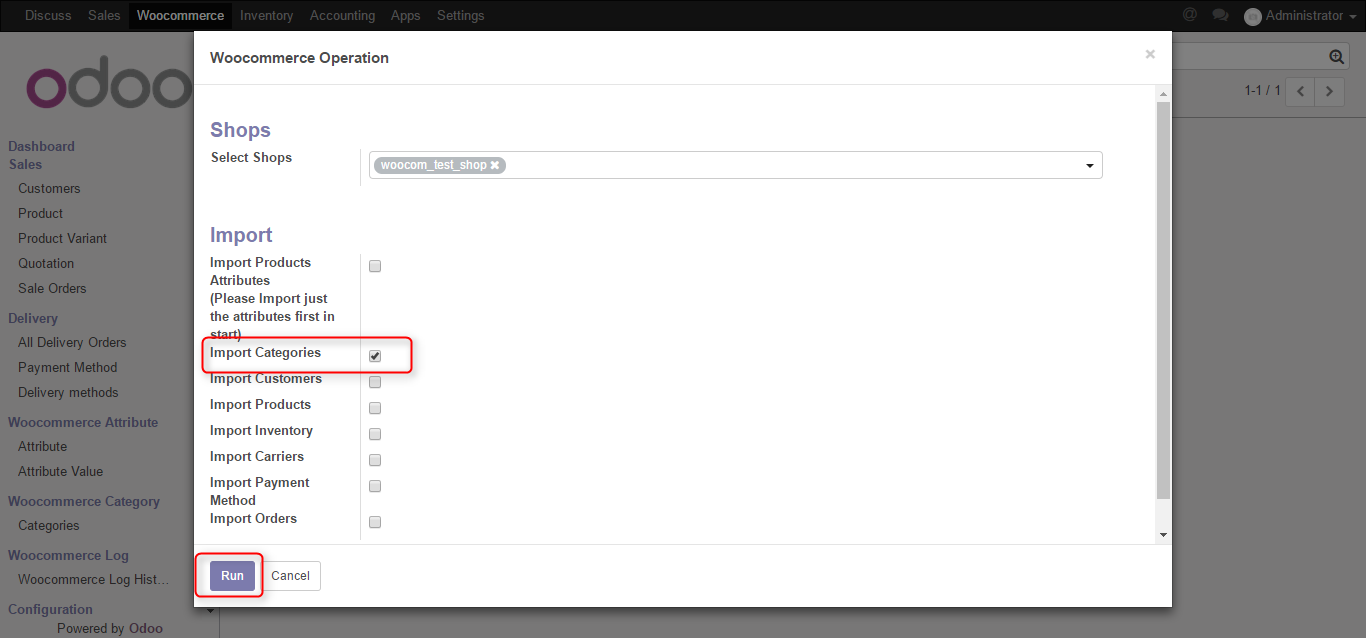 Discuss Sales Woocommerce Inventory Accounting Apps Settings @ Administrator
Woocommerce Operation ×
odoo
1-1 / 1
Dashboard
Sales
Customers
Product
Product Variant
Quotation
Sale Orders
Delivery
All Delivery Orders
Payment Method
Delivery methods
Woocommerce Attribute
Attribute
Attribute Value
Woocommerce Category
Categories
Woocommerce Log
Woocommerce Log Hist...
Configuration
Powered by Odoo
Shops
Select Shops
woocom_test_shop
Import
Import Products
Attributes
(Please Import just
the attributes first in
start)
Import Categories
Import Customers
Import Products
Import Inventory
Import Carriers
Import Payment
Method
Import Orders
Run Cancel